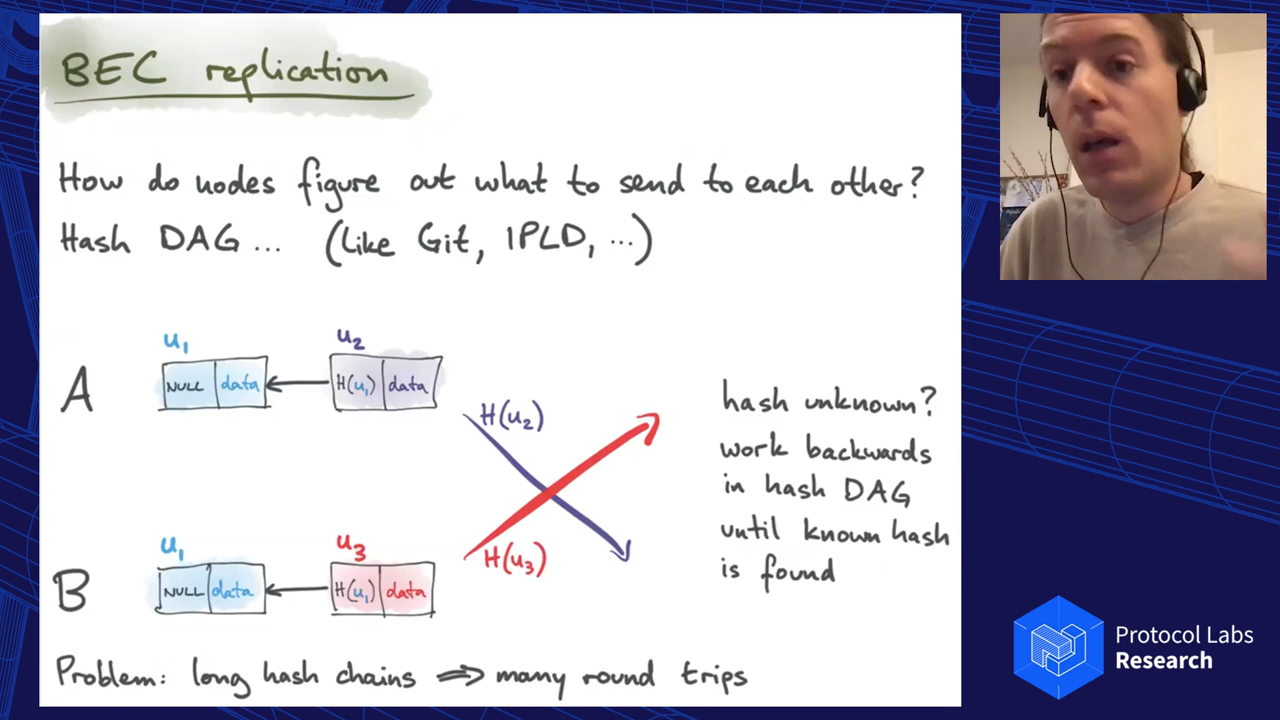 BEC replication
How do nodes figure out what to send to each other?
Hash DAG... (like Git, IPLD, ...)
u₁ u₂
A NULL data H(u₁) data
H(u₂)
hash unknown?
work backwards
in hash DAG
until known hash
is found
u₁ u₃
B NULL data H(u₁) data
H(u₃)
Problem: long hash chains ⇒ many round trips
Protocol Labs
Research